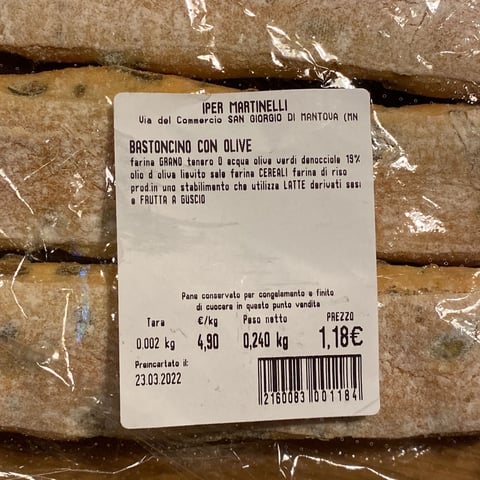 IPER MARTINELLI
Via del Commercio SAN GIORGIO DI MANTOVA (MN
BASTONCINO CON OLIVE
farina GRANO tenero 0 acqua olive verdi denocciole 19%
olio d oliva lievito sale farina CEREALI farina di riso
prod.in uno stabilimento che utilizza LATTE derivati sesa
e FRUTTA A GUSCIO
Pane conservato per congelamento e finito
di cuocere in questo punto vendita
Tara €/kg Peso netto PREZZO
0.002 kg 4,90 0,240 kg 1,18€
Preincartato il:
23.03.2022
2160083 001184